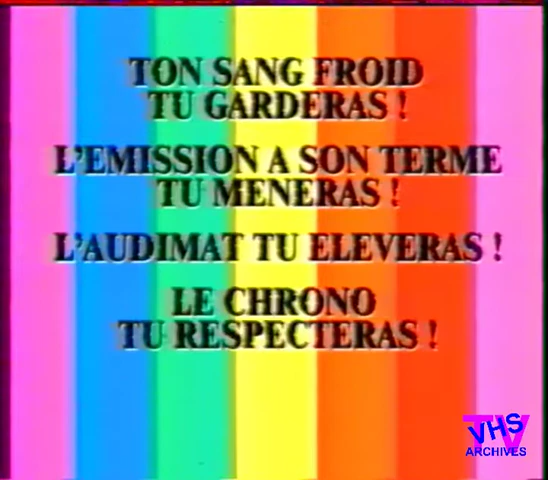 TON SANG FROID
TU GARDERAS !
L'EMISSION A SON TERME
TU MENERAS !
L'AUDIMAT TU ELEVERAS !
LE CHRONO
TU RESPECTERAS !
TV
VHS
ARCHIVES